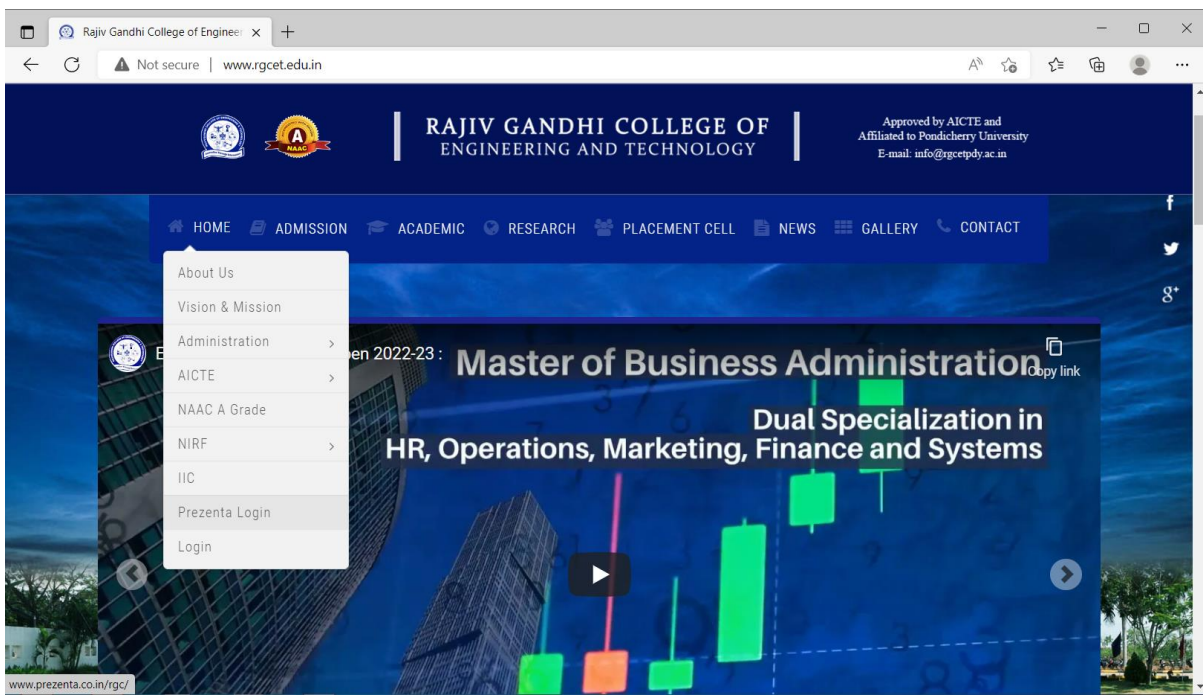 Rajiv Gandhi College of Engineer
Not secure | www.rgcet.edu.in
NAAC
RAJIV GANDHI COLLEGE OF
ENGINEERING AND TECHNOLOGY
Approved by AICTE and
Affiliated to Pondicherry University
E-mail: info@rgcetpdy.ac.in
HOME ADMISSION ACADEMIC RESEARCH PLACEMENT CELL NEWS GALLERY CONTACT
About Us
Vision & Mission
Administration
AICTE
NAAC A Grade
NIRF
IIC
Prezenta Login
Login
E
pen 2022-23 :
Copy link
Master of Business Administration
Dual Specialization in
HR, Operations, Marketing, Finance and Systems
www.prezenta.co.in/rgc/